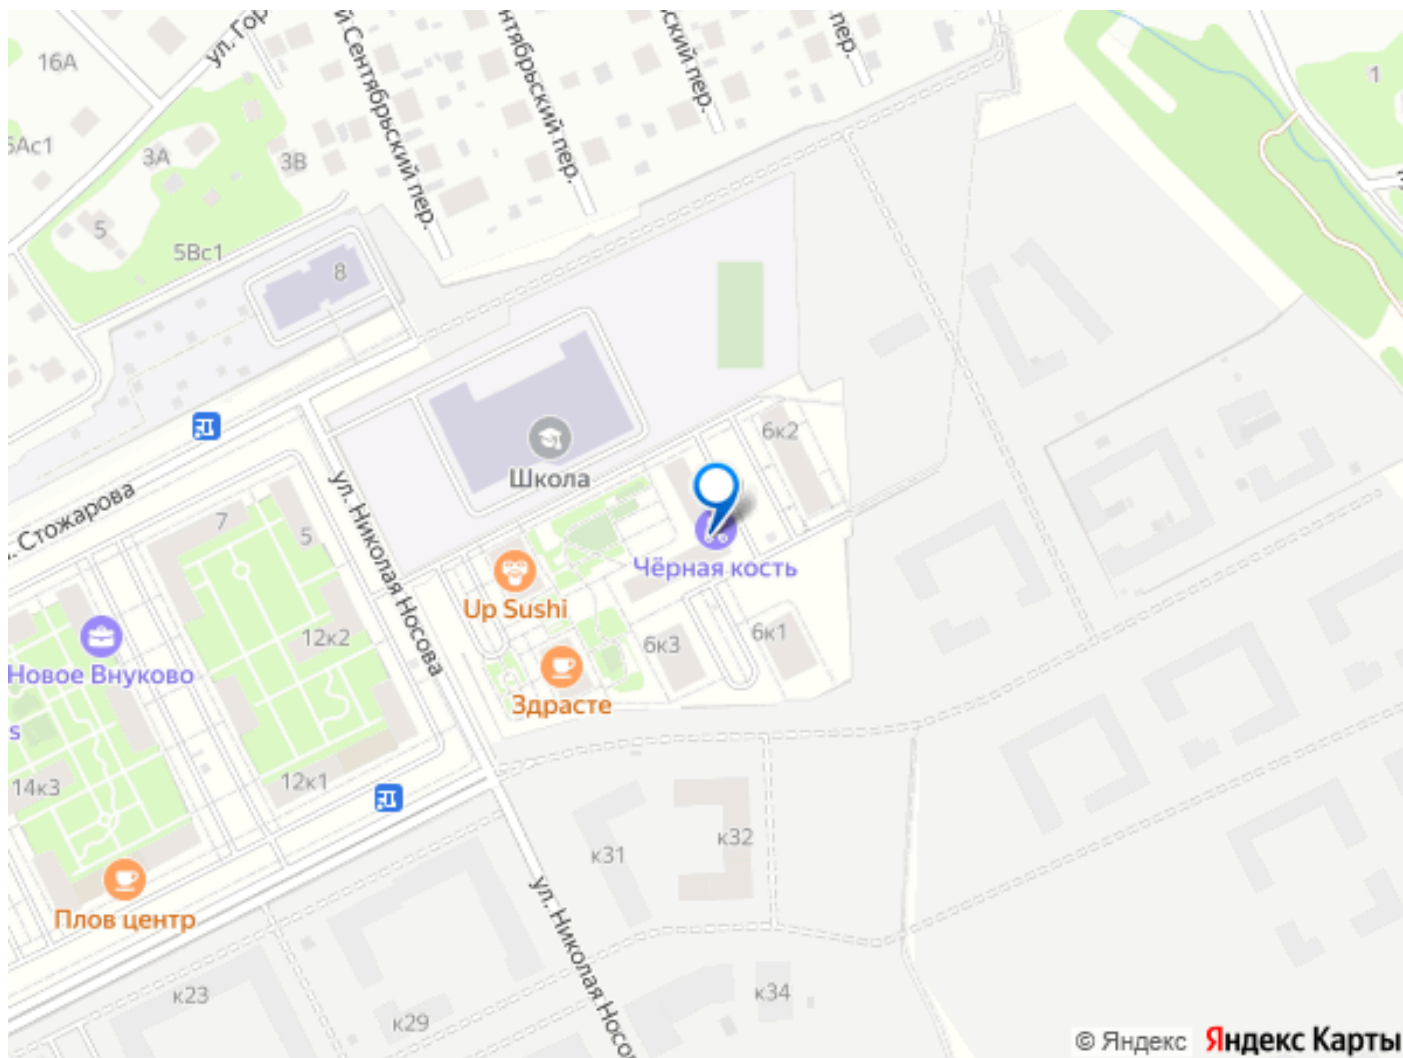 16А
ул. Гор
й Сентябрьский пер.
нтябрьский пер.
ский пер.
пер.
1
6Ас1
3А
3В
5
5Вс1
8
6к2
Школа
ул. Стожарова
7
5
ул. Николая Носова
Чёрная кость
Up Sushi
12к2
6к3
6к1
Новое Внуково
Здрасте
s
14к3
12к1
к31
к32
Плов центр
ул. Николая Носо
к23
к29
к34
© Яндекс
Яндекс Карты